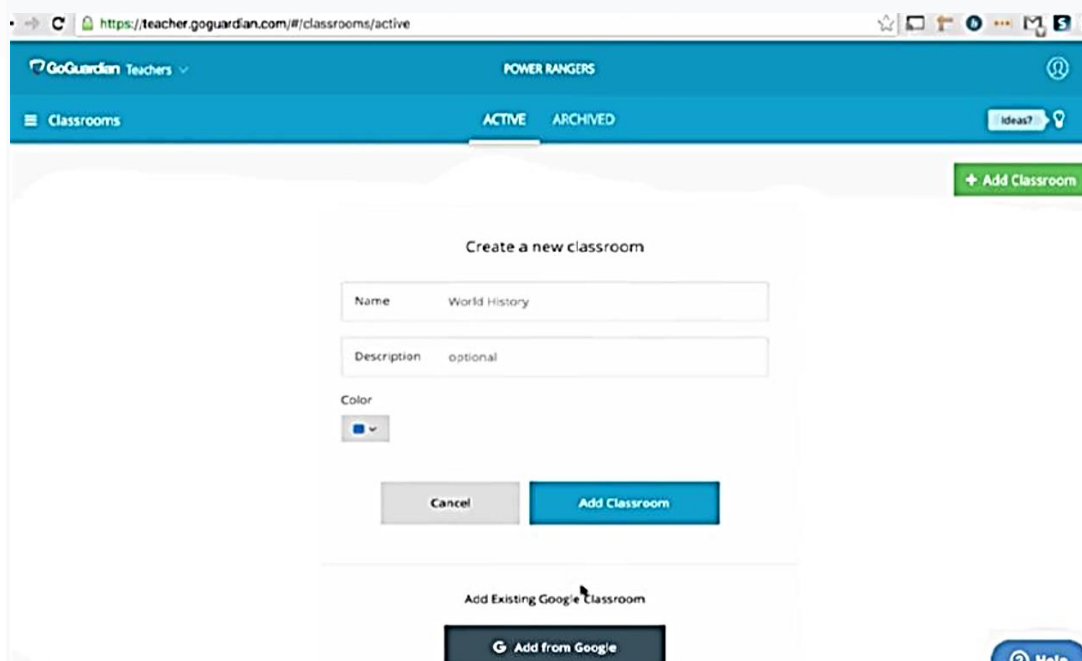 https://teacher.goguardian.com/#/classrooms/active
GoGuardian Teachers
POWER RANGERS
Classrooms
ACTIVE ARCHIVED
Ideas?
+ Add Classroom
Create a new classroom
Name World History
Description optional
Color
Cancel Add Classroom
Add Existing Google Classroom
G Add from Google
Help